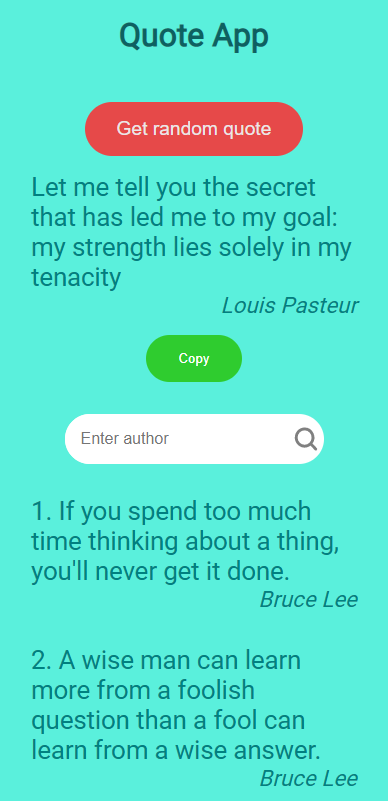 Quote App
Get random quote
Let me tell you the secret
that has led me to my goal:
my strength lies solely in my
tenacity
Louis Pasteur
Copy
Enter author
1. If you spend too much
time thinking about a thing,
you'll never get it done.
Bruce Lee
2. A wise man can learn
more from a foolish
question than a fool can
learn from a wise answer.
Bruce Lee